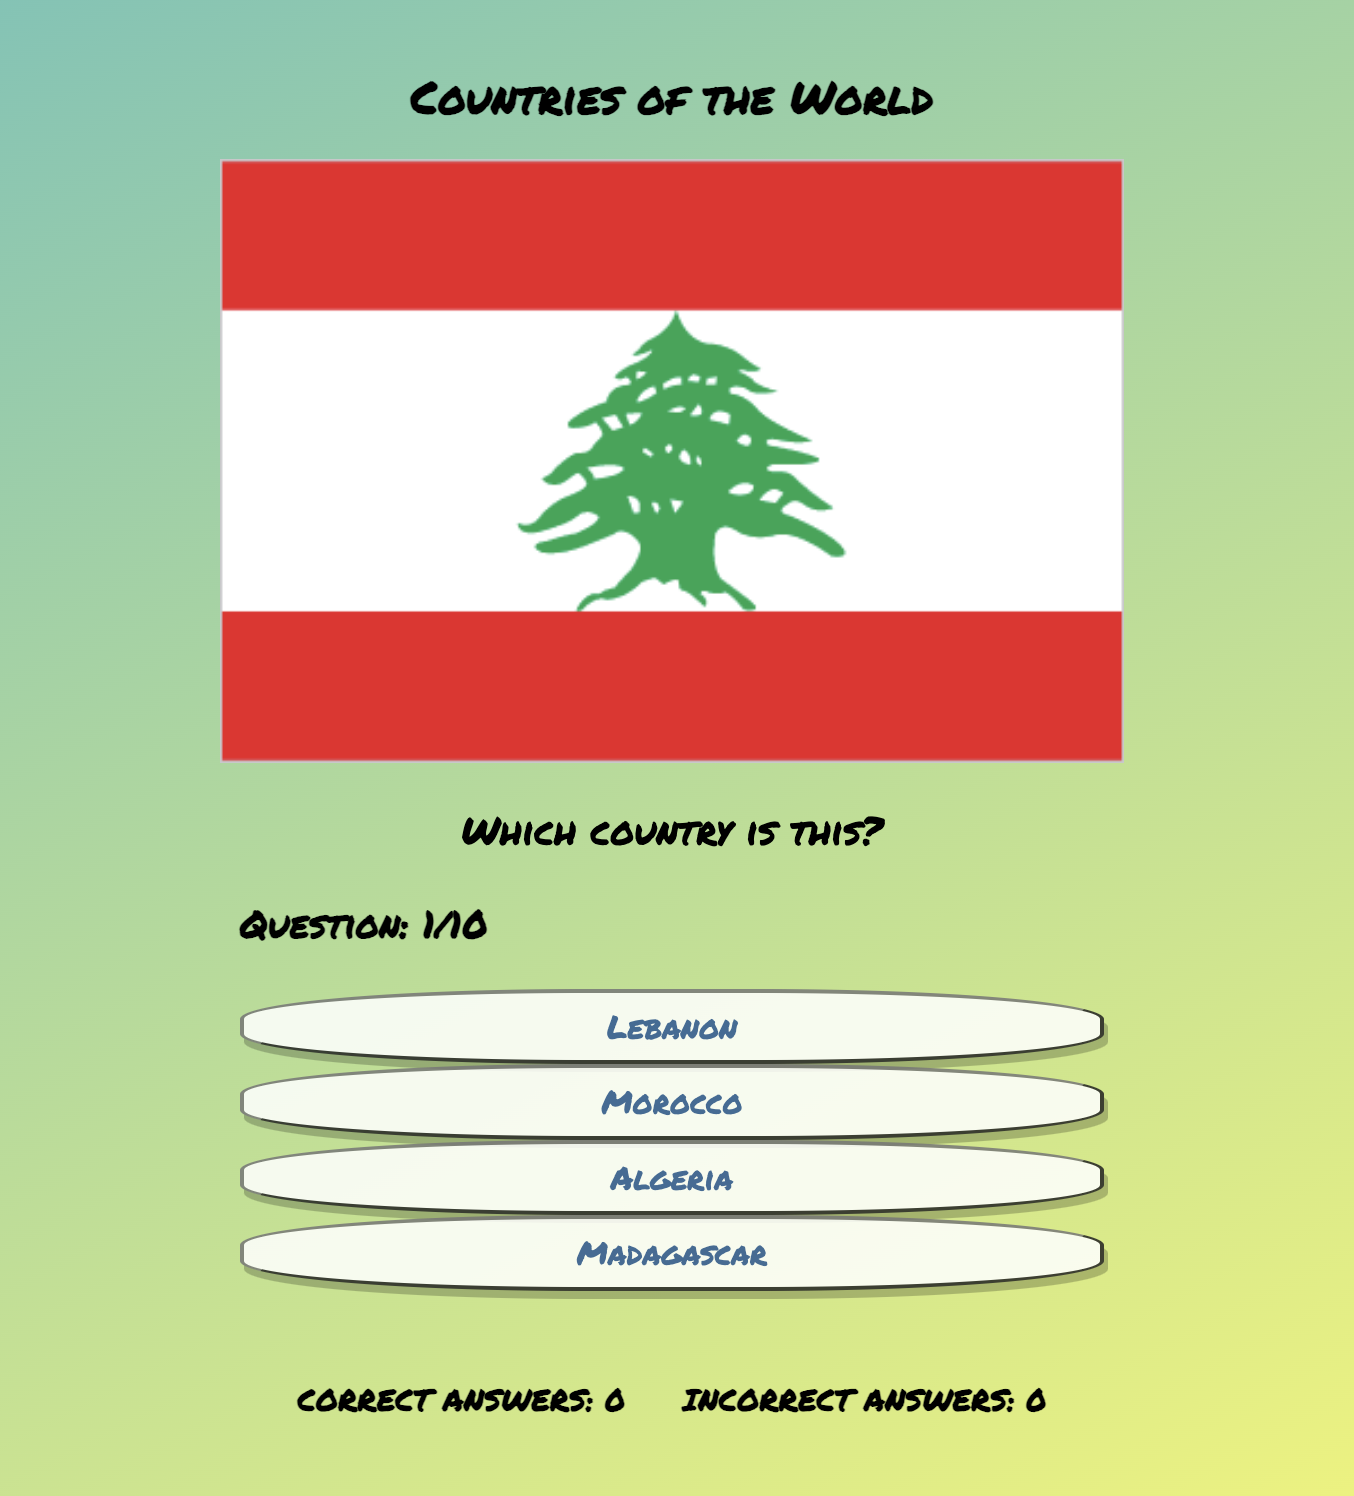 Countries of the World
Which country is this?
Question: 1/10
Lebanon
Morocco
Algeria
Madagascar
correct answers: 0 incorrect answers: 0